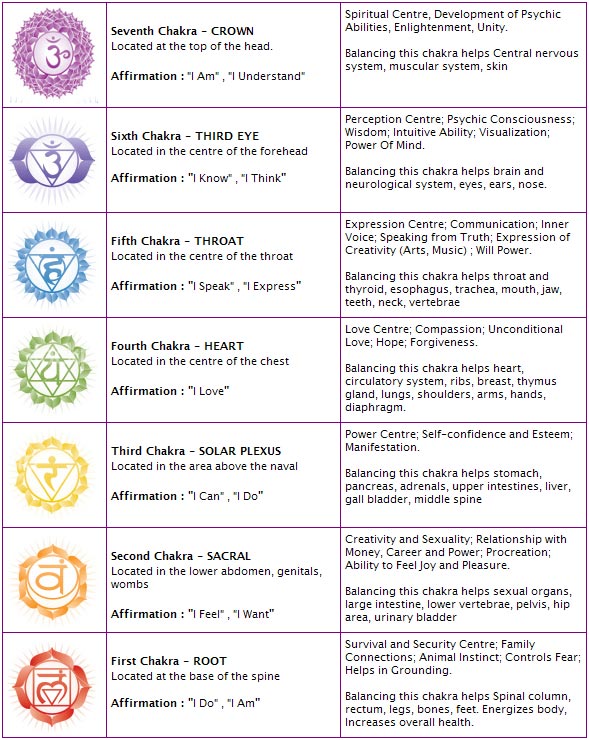 ॐ
Seventh Chakra – CROWN
Located at the top of the head.
Affirmation : "I Am" , "I Understand"
Spiritual Centre, Development of Psychic
Abilities, Enlightenment, Unity.
Balancing this chakra helps Central nervous
system, muscular system, skin
ॐ
Sixth Chakra – THIRD EYE
Located in the centre of the forehead
Affirmation : "I Know" , "I Think"
Perception Centre; Psychic Consciousness;
Wisdom; Intuitive Ability; Visualization;
Power Of Mind.
Balancing this chakra helps brain and
neurological system, eyes, ears, nose.
हं
Fifth Chakra – THROAT
Located in the centre of the throat
Affirmation : "I Speak" , "I Express"
Expression Centre; Communication; Inner
Voice; Speaking from Truth; Expression of
Creativity (Arts, Music) ; Will Power.
Balancing this chakra helps throat and
thyroid, esophagus, trachea, mouth, jaw,
teeth, neck, vertebrae
यं
Fourth Chakra – HEART
Located in the centre of the chest
Affirmation : "I Love"
Love Centre; Compassion; Unconditional
Love; Hope; Forgiveness.
Balancing this chakra helps heart,
circulatory system, ribs, breast, thymus
gland, lungs, shoulders, arms, hands,
diaphragm.
रं
Third Chakra – SOLAR PLEXUS
Located in the area above the naval
Affirmation : "I Can" , "I Do"
Power Centre; Self-confidence and Esteem;
Manifestation.
Balancing this chakra helps stomach,
pancreas, adrenals, upper intestines, liver,
gall bladder, middle spine
वं
Second Chakra – SACRAL
Located in the lower abdomen, genitals,
wombs
Affirmation : "I Feel" , "I Want"
Creativity and Sexuality; Relationship with
Money, Career and Power; Procreation;
Ability to Feel Joy and Pleasure.
Balancing this chakra helps sexual organs,
large intestine, lower vertebrae, pelvis, hip
area, urinary bladder
लं
First Chakra – ROOT
Located at the base of the spine
Affirmation : "I Do" , "I Am"
Survival and Security Centre; Family
Connections; Animal Instinct; Controls Fear;
Helps in Grounding.
Balancing this chakra helps Spinal column,
rectum, legs, bones, feet. Energizes body,
Increases overall health.